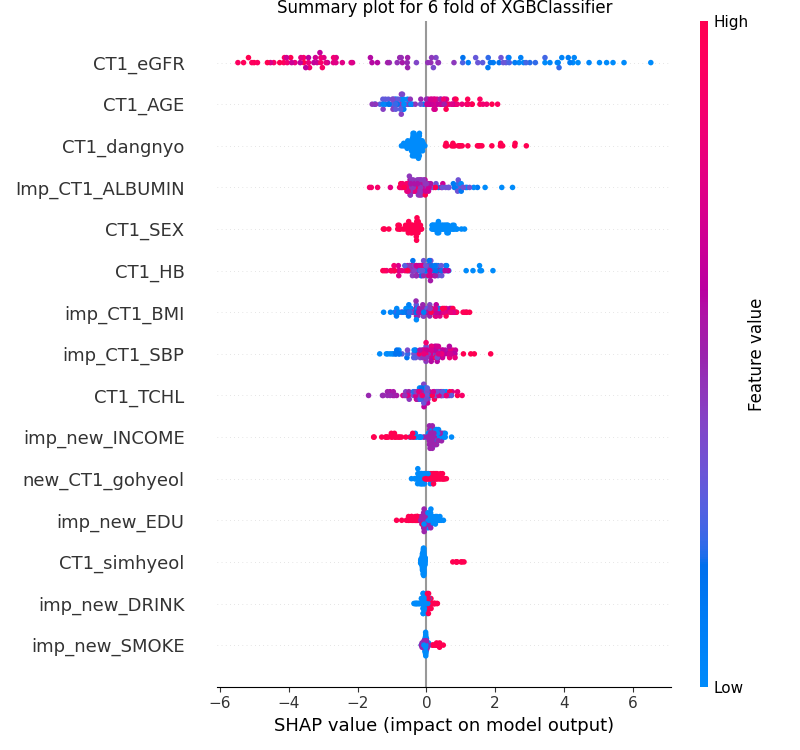 Summary plot for 6 fold of XGBClassifier
High
CT1_eGFR
CT1_AGE
CT1_dangnyo
Imp_CT1_ALBUMIN
CT1_SEX
CT1_HB
imp_CT1_BMI
imp_CT1_SBP
CT1_TCHL
imp_new_INCOME
new_CT1_gohyeol
imp_new_EDU
CT1_simhyeol
imp_new_DRINK
imp_new_SMOKE
Feature value
Low
−6 −4 −2 0 2 4 6
SHAP value (impact on model output)